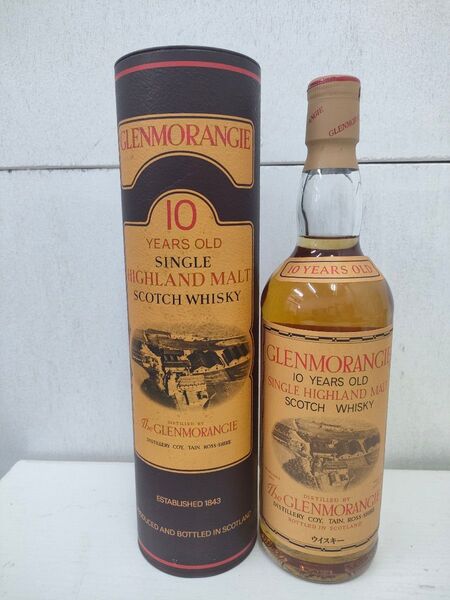 GLENMORANGIE
10
YEARS OLD
SINGLE
HIGHLAND MALT
SCOTCH WHISKY
DISTILLED BY
The GLENMORANGIE
DISTILLERY COY, TAIN, ROSS-SHIRE
ESTABLISHED 1843
PRODUCED AND BOTTLED IN SCOTLAND
GLENMORANGIE
10 YEARS OLD
GLENMORANGIE
10 YEARS OLD
SINGLE HIGHLAND MALT
SCOTCH WHISKY
DISTILLED BY
The GLENMORANGIE
DISTILLERY COY, TAIN, ROSS-SHIRE
BOTTLED IN SCOTLAND
ウイスキー